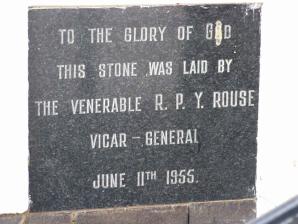 TO THE GLORY OF GOD
THIS STONE WAS LAID BY
THE VENERABLE R. P. Y. ROUSE
VICAR - GENERAL
JUNE 11TH 1955.